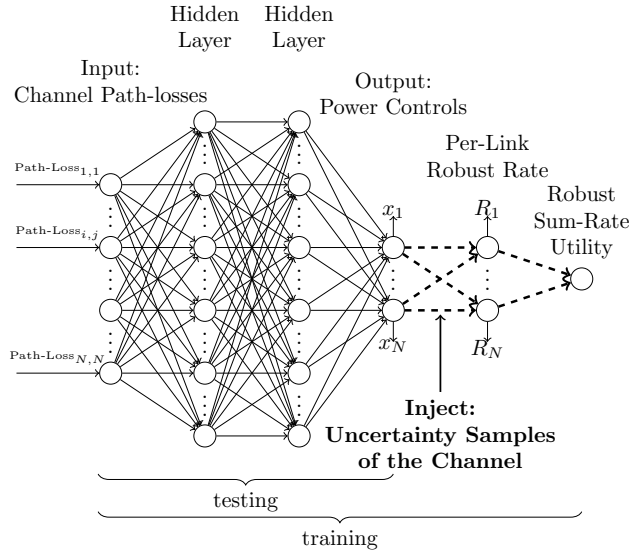 Hidden
Layer
Hidden
Layer
Input:
Channel Path-losses
Output:
Power Controls
Per-Link
Robust Rate
Robust
Sum-Rate
Utility
Path-Loss1,1
Path-Lossi,j
Path-LossN,N
x1
xN
R1
RN
Inject:
Uncertainty Samples
of the Channel
testing
training